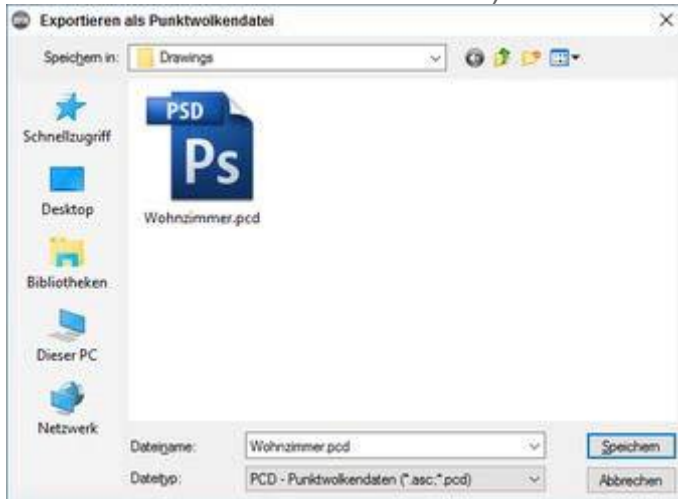 Exportieren als Punktwolkendatei
Speichern in: Drawings
Schnellzugriff
Desktop
Bibliotheken
Dieser PC
Netzwerk
PSD
Ps
Wohnzimmer.pcd
Dateiname: Wohnzimmer.pcd Speichern
Dateityp: PCD - Punktwolkendaten (*.asc;*.pcd) Abbrechen